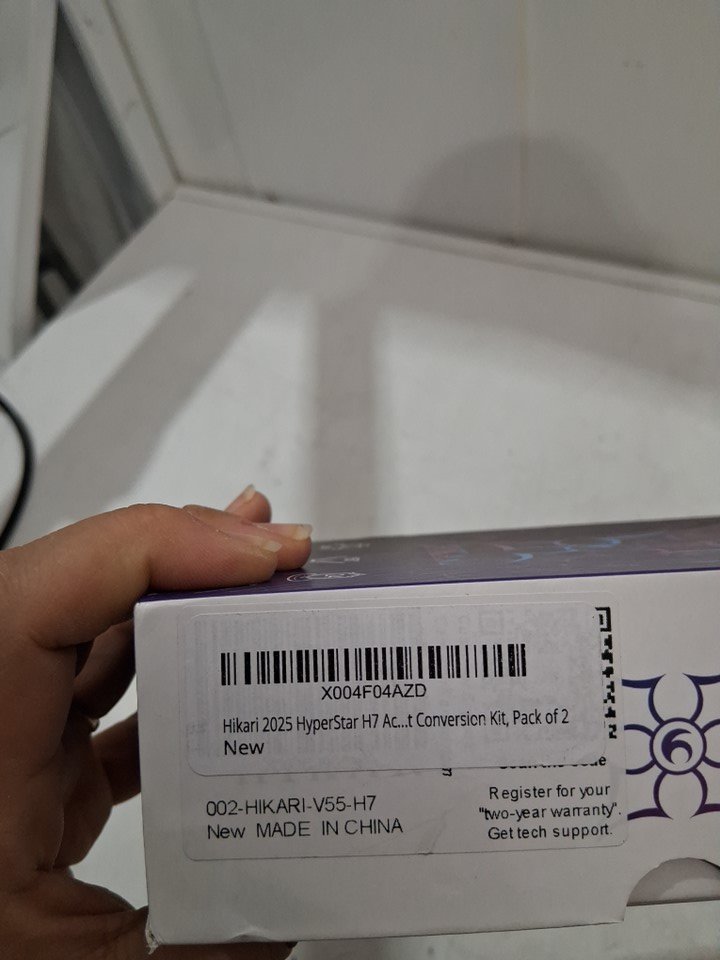 X004F04AZD
Hikari 2025 HyperStar H7 Ac...t Conversion Kit, Pack of 2
New
002-HIKARI-V55-H7
New MADE IN CHINA
Register for your
"two-year warranty".
Get tech support.